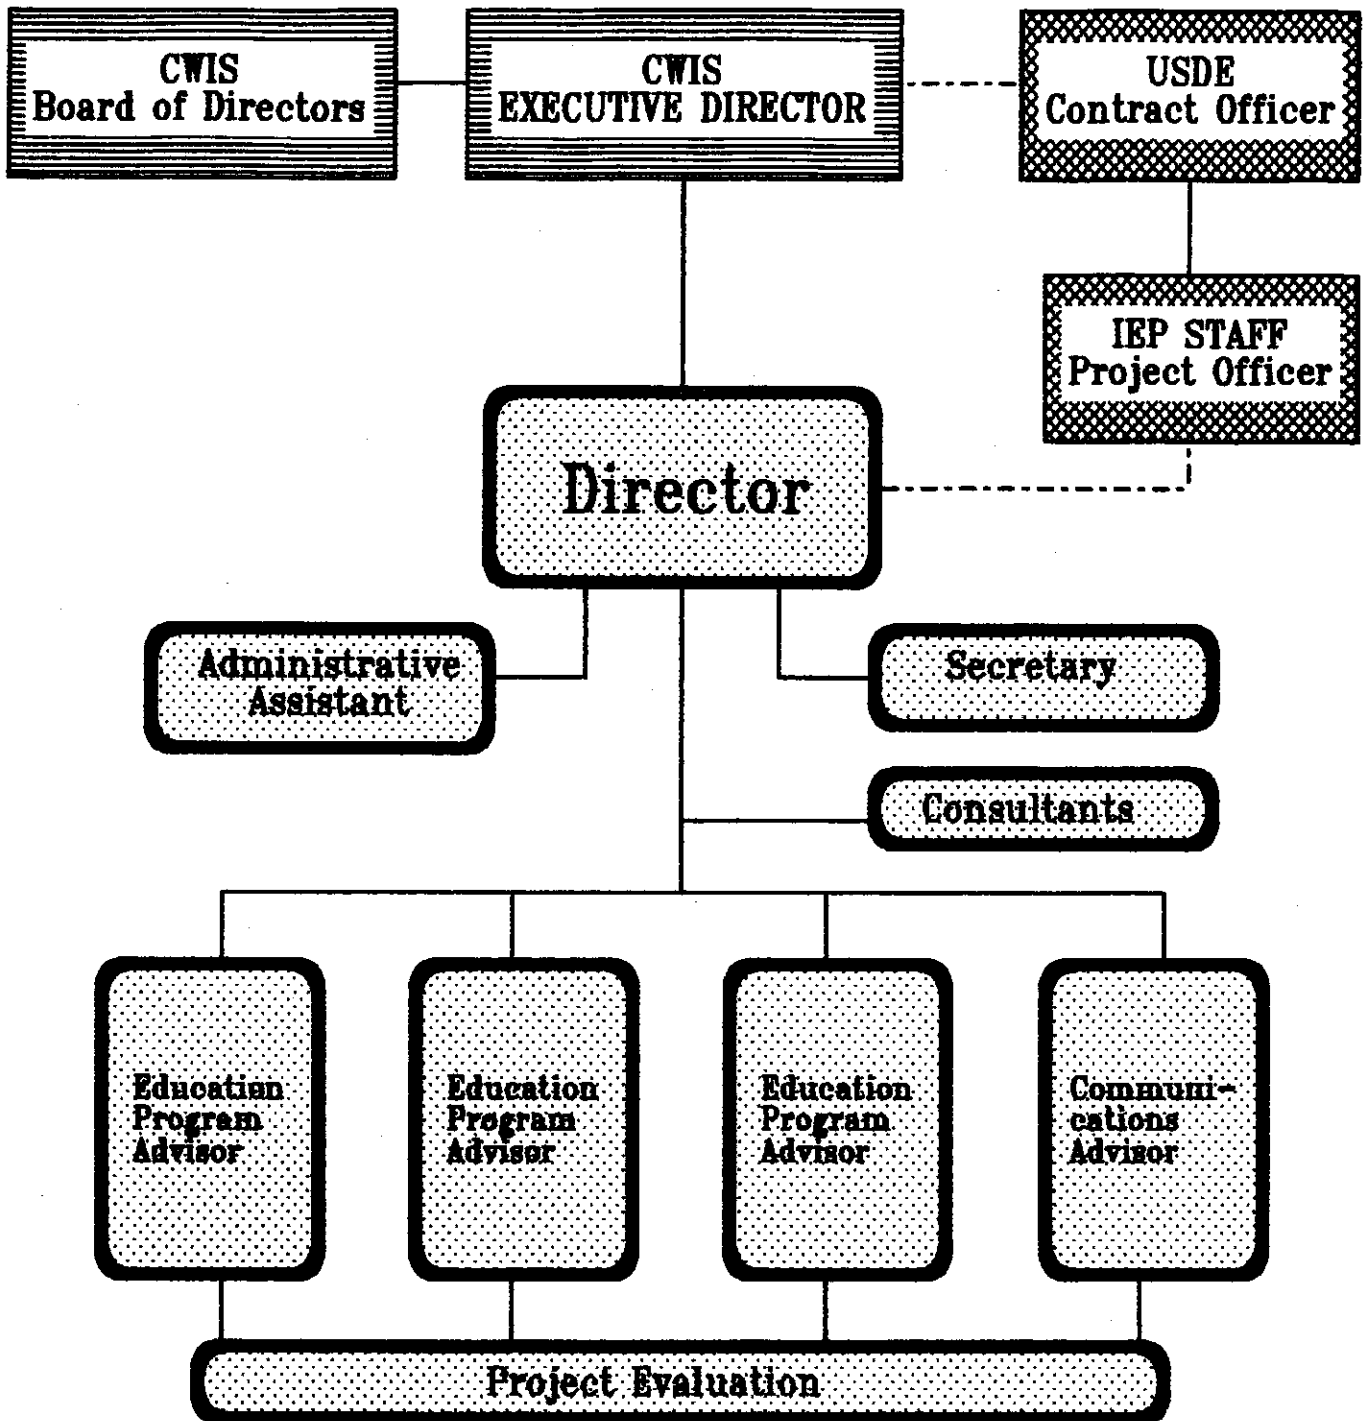 CWIS
Board of Directors
CWIS
EXECUTIVE DIRECTOR
USDE
Contract Officer
IEP STAFF
Project Officer
Director
Administrative
Assistant
Secretary
Consultants
Education
Program
Advisor
Education
Program
Advisor
Education
Program
Advisor
Communi-
cations
Advisor
Project Evaluation